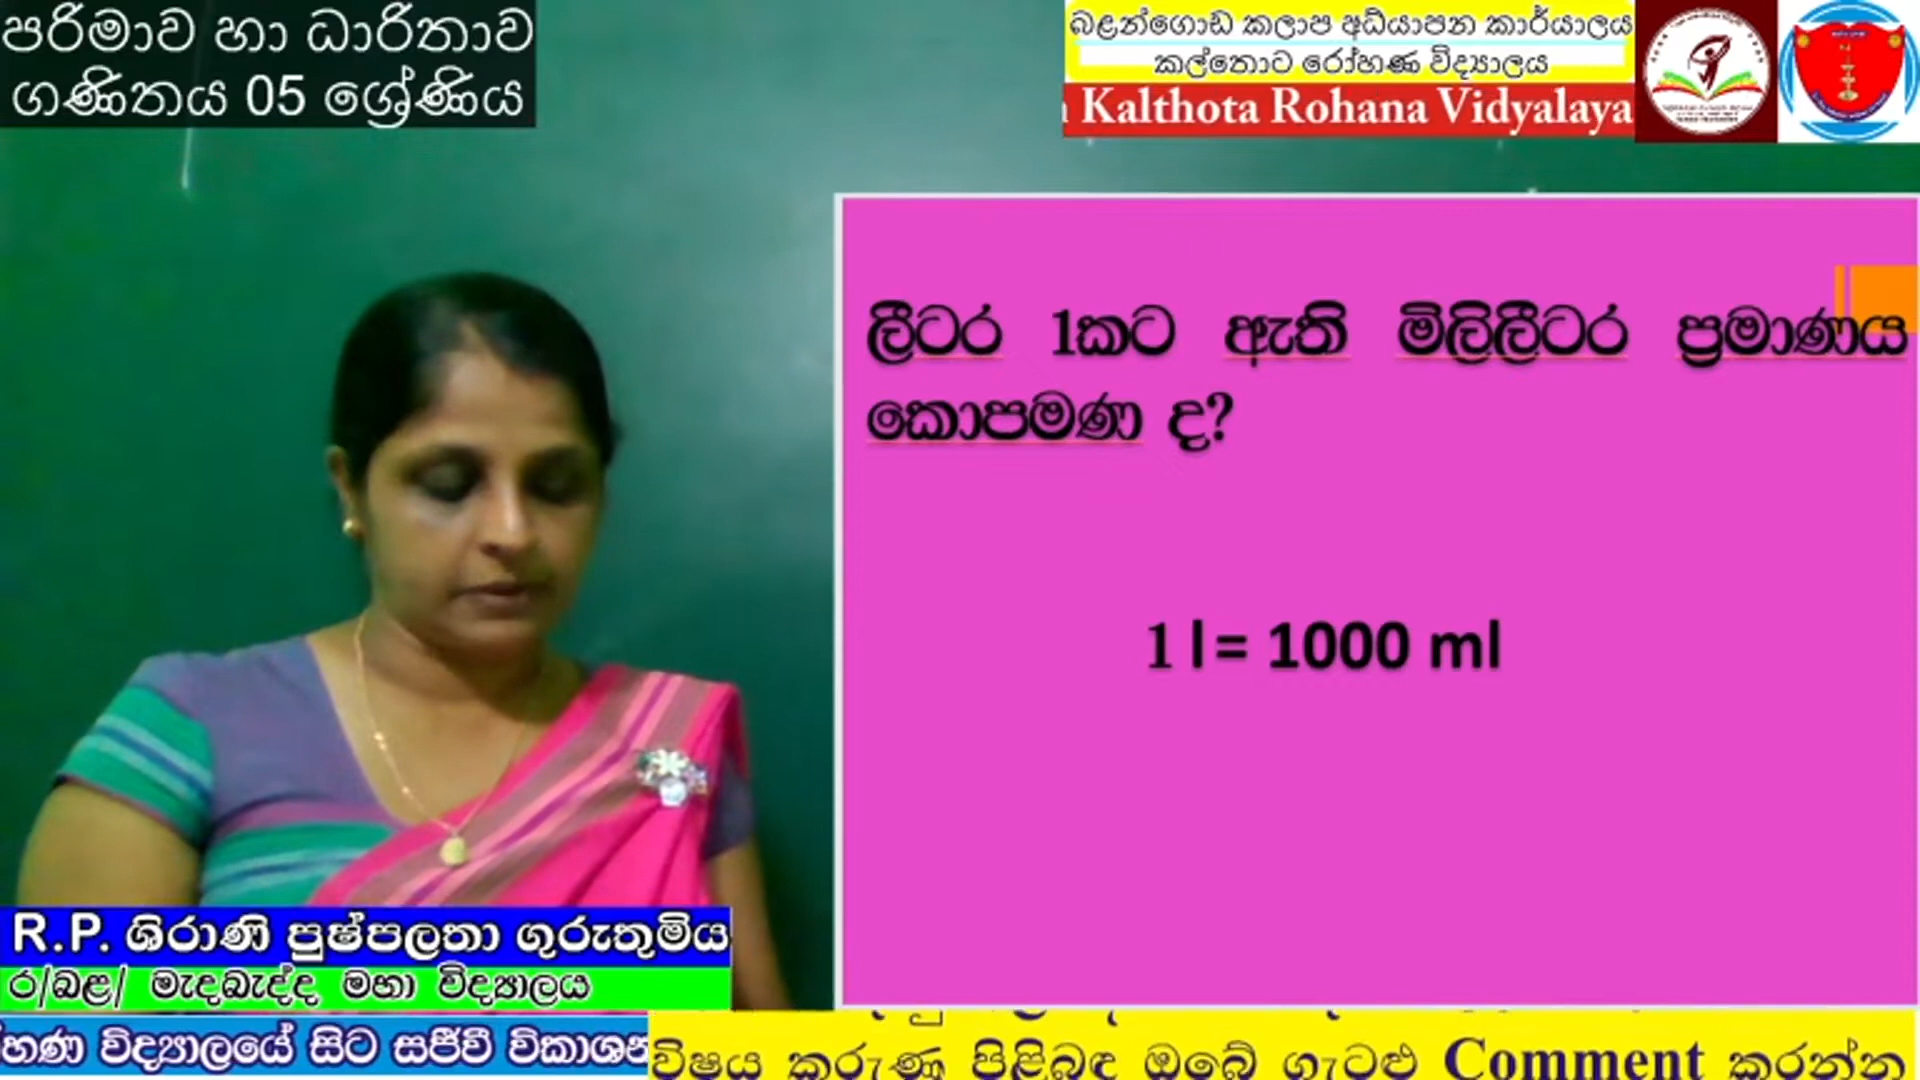 පරිමාව හා ධාරිතාව
ගණිතය 05 ශ්‍රේණිය
බළන්ගොඩ කලාප අධ්‍යාපන කාර්යාලය
කල්තොට රෝහණ විද්‍යාලය
Kalthota Rohana Vidyalaya
ලීටර 1කට ඇති මිලිලීටර ප්‍රමාණය
කොපමණ ද?
1 l = 1000 ml
R.P. ශිරාණි පුෂ්පලතා ගුරුතුමිය
ර/බළ/ මැදබැද්ද මහා විද්‍යාලය
විද්‍යාලයේ සිට සජීවී
විෂය කරුණු පිළිබඳ ඔබේ ගැටළු Comment කරන්න